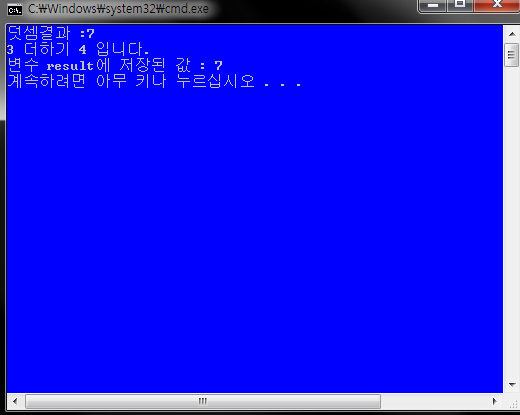 C:\Windows\system32\cmd.exe
덧셈결과 :7
3 더하기 4 입니다.
변수 result에 저장된 값 : 7
계속하려면 아무 키나 누르십시오 . . .